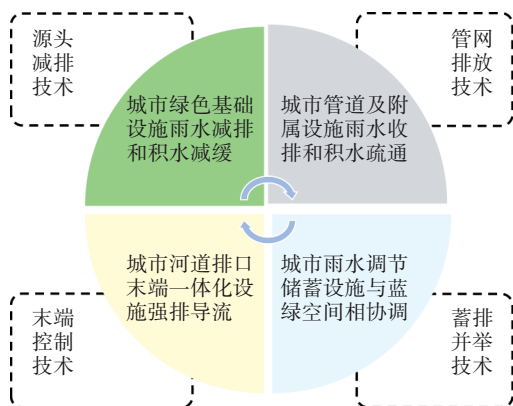 源头
减排
技术
管网
排放
技术
城市绿色基础
设施雨水减排
和积水减缓
城市管道及附
属设施雨水收
排和积水疏通
城市河道排口
末端一体化设
施强排导流
城市雨水调节
储蓄设施与蓝
绿空间相协调
末端
控制
技术
蓄排
并举
技术